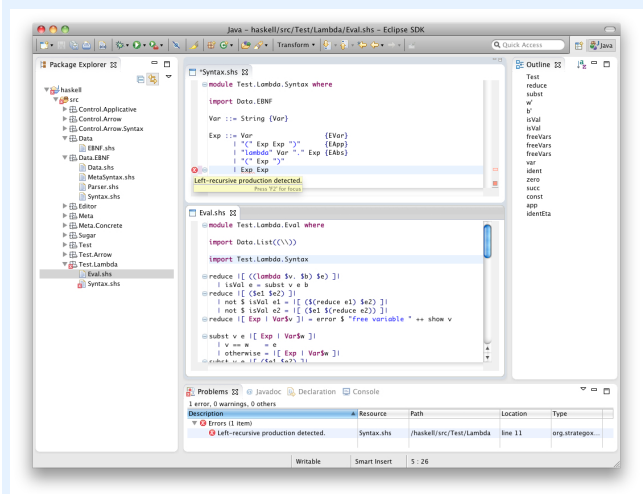 Java – haskell/src/Test/Lambda/Eval.shs – Eclipse SDK
Transform
Quick Access
Java
Package Explorer
haskell
src
Control.Applicative
Control.Arrow
Control.Arrow.Syntax
Data
EBNF.shs
Data.EBNF
Data.shs
MetaSyntax.shs
Parser.shs
Syntax.shs
Editor
Meta
Meta.Concrete
Sugar
Test
Test.Arrow
Test.Lambda
Eval.shs
Syntax.shs
*Syntax.shs
module Test.Lambda.Syntax where
import Data.EBNF
Var ::= String {Var}
Exp ::= Var {EVar}
| "(" Exp Exp ")" {EApp}
| "lambda" Var "." Exp {EAbs}
| "(" Exp ")"
| Exp Exp
Left-recursive production detected.
Press 'F2' for focus
Eval.shs
module Test.Lambda.Eval where
import Data.List((\\))
import Test.Lambda.Syntax
reduce |[ ((lambda $v. $b) $e) ]|
| isVal e = subst v e b
reduce |[ ($e1 $e2) ]|
| not $ isVal e1 = |[ ($(reduce e1) $e2) ]|
| not $ isVal e2 = |[ ($e1 $(reduce e2)) ]|
reduce |[ Exp | Var$v ]| = error $ "free variable " ++ show v
subst v e |[ Exp | Var$w ]|
| v == w = e
| otherwise = |[ Exp | Var$w ]|
subst v e |[ ($e1 $e2) ]|
Outline
Test
reduce
subst
w'
b'
isVal
isVal
freeVars
freeVars
freeVars
var
ident
zero
succ
const
app
identEta
Problems
Javadoc
Declaration
Console
1 error, 0 warnings, 0 others
Description Resource Path Location Type
Errors (1 item)
Left-recursive production detected. Syntax.shs /haskell/src/Test/Lambda line 11 org.strategox...
Writable Smart Insert 5 : 26